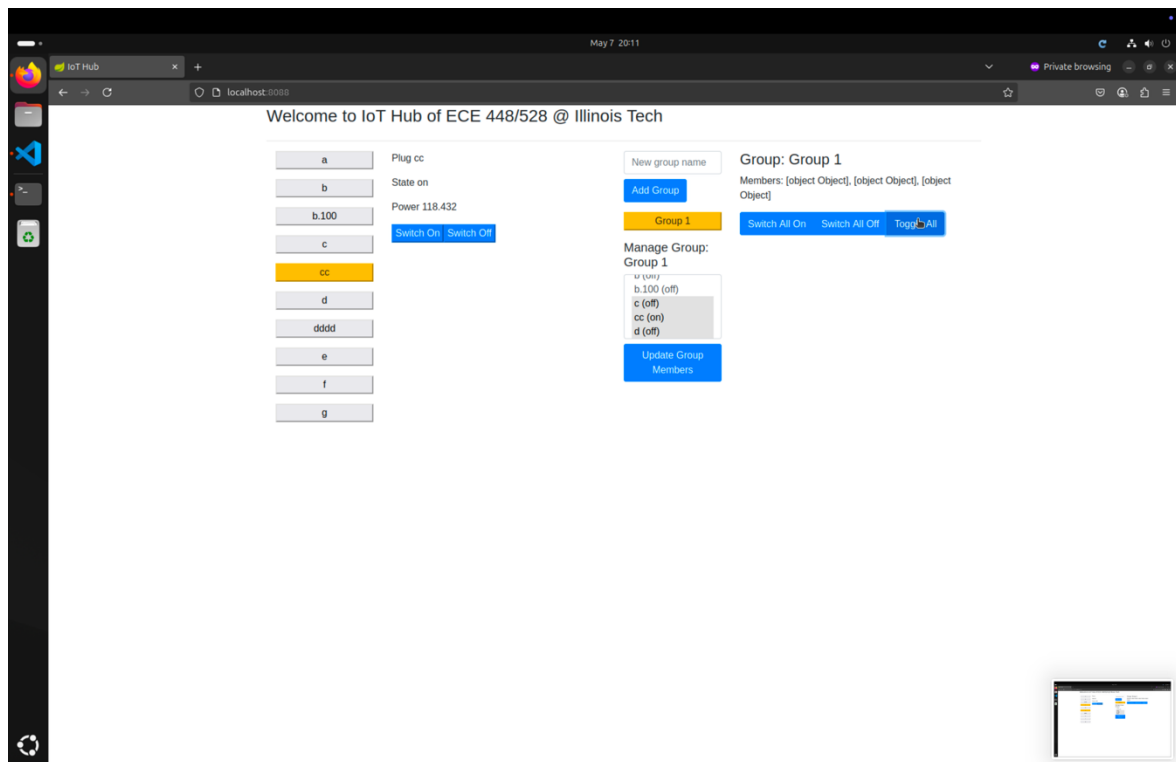 May 7 20:11
IoT Hub
Private browsing
localhost:8088
Welcome to IoT Hub of ECE 448/528 @ Illinois Tech
a
b
b.100
c
cc
d
dddd
e
f
g
Plug cc
State on
Power 118.432
Switch On Switch Off
New group name
Add Group
Group 1
Manage Group:
Group 1
b (off)
b.100 (off)
c (off)
cc (on)
d (off)
Update Group
Members
Group: Group 1
Members: [object Object], [object Object], [object
Object]
Switch All On Switch All Off Toggle All